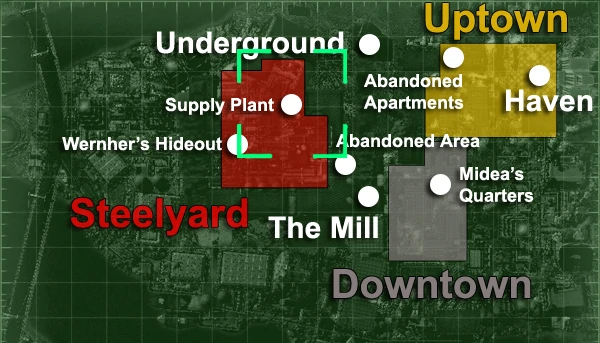 Uptown
Underground
Abandoned
Apartments
Haven
Supply Plant
Wernher's Hideout
Abandoned Area
Midea's
Quarters
Steelyard
The Mill
Downtown